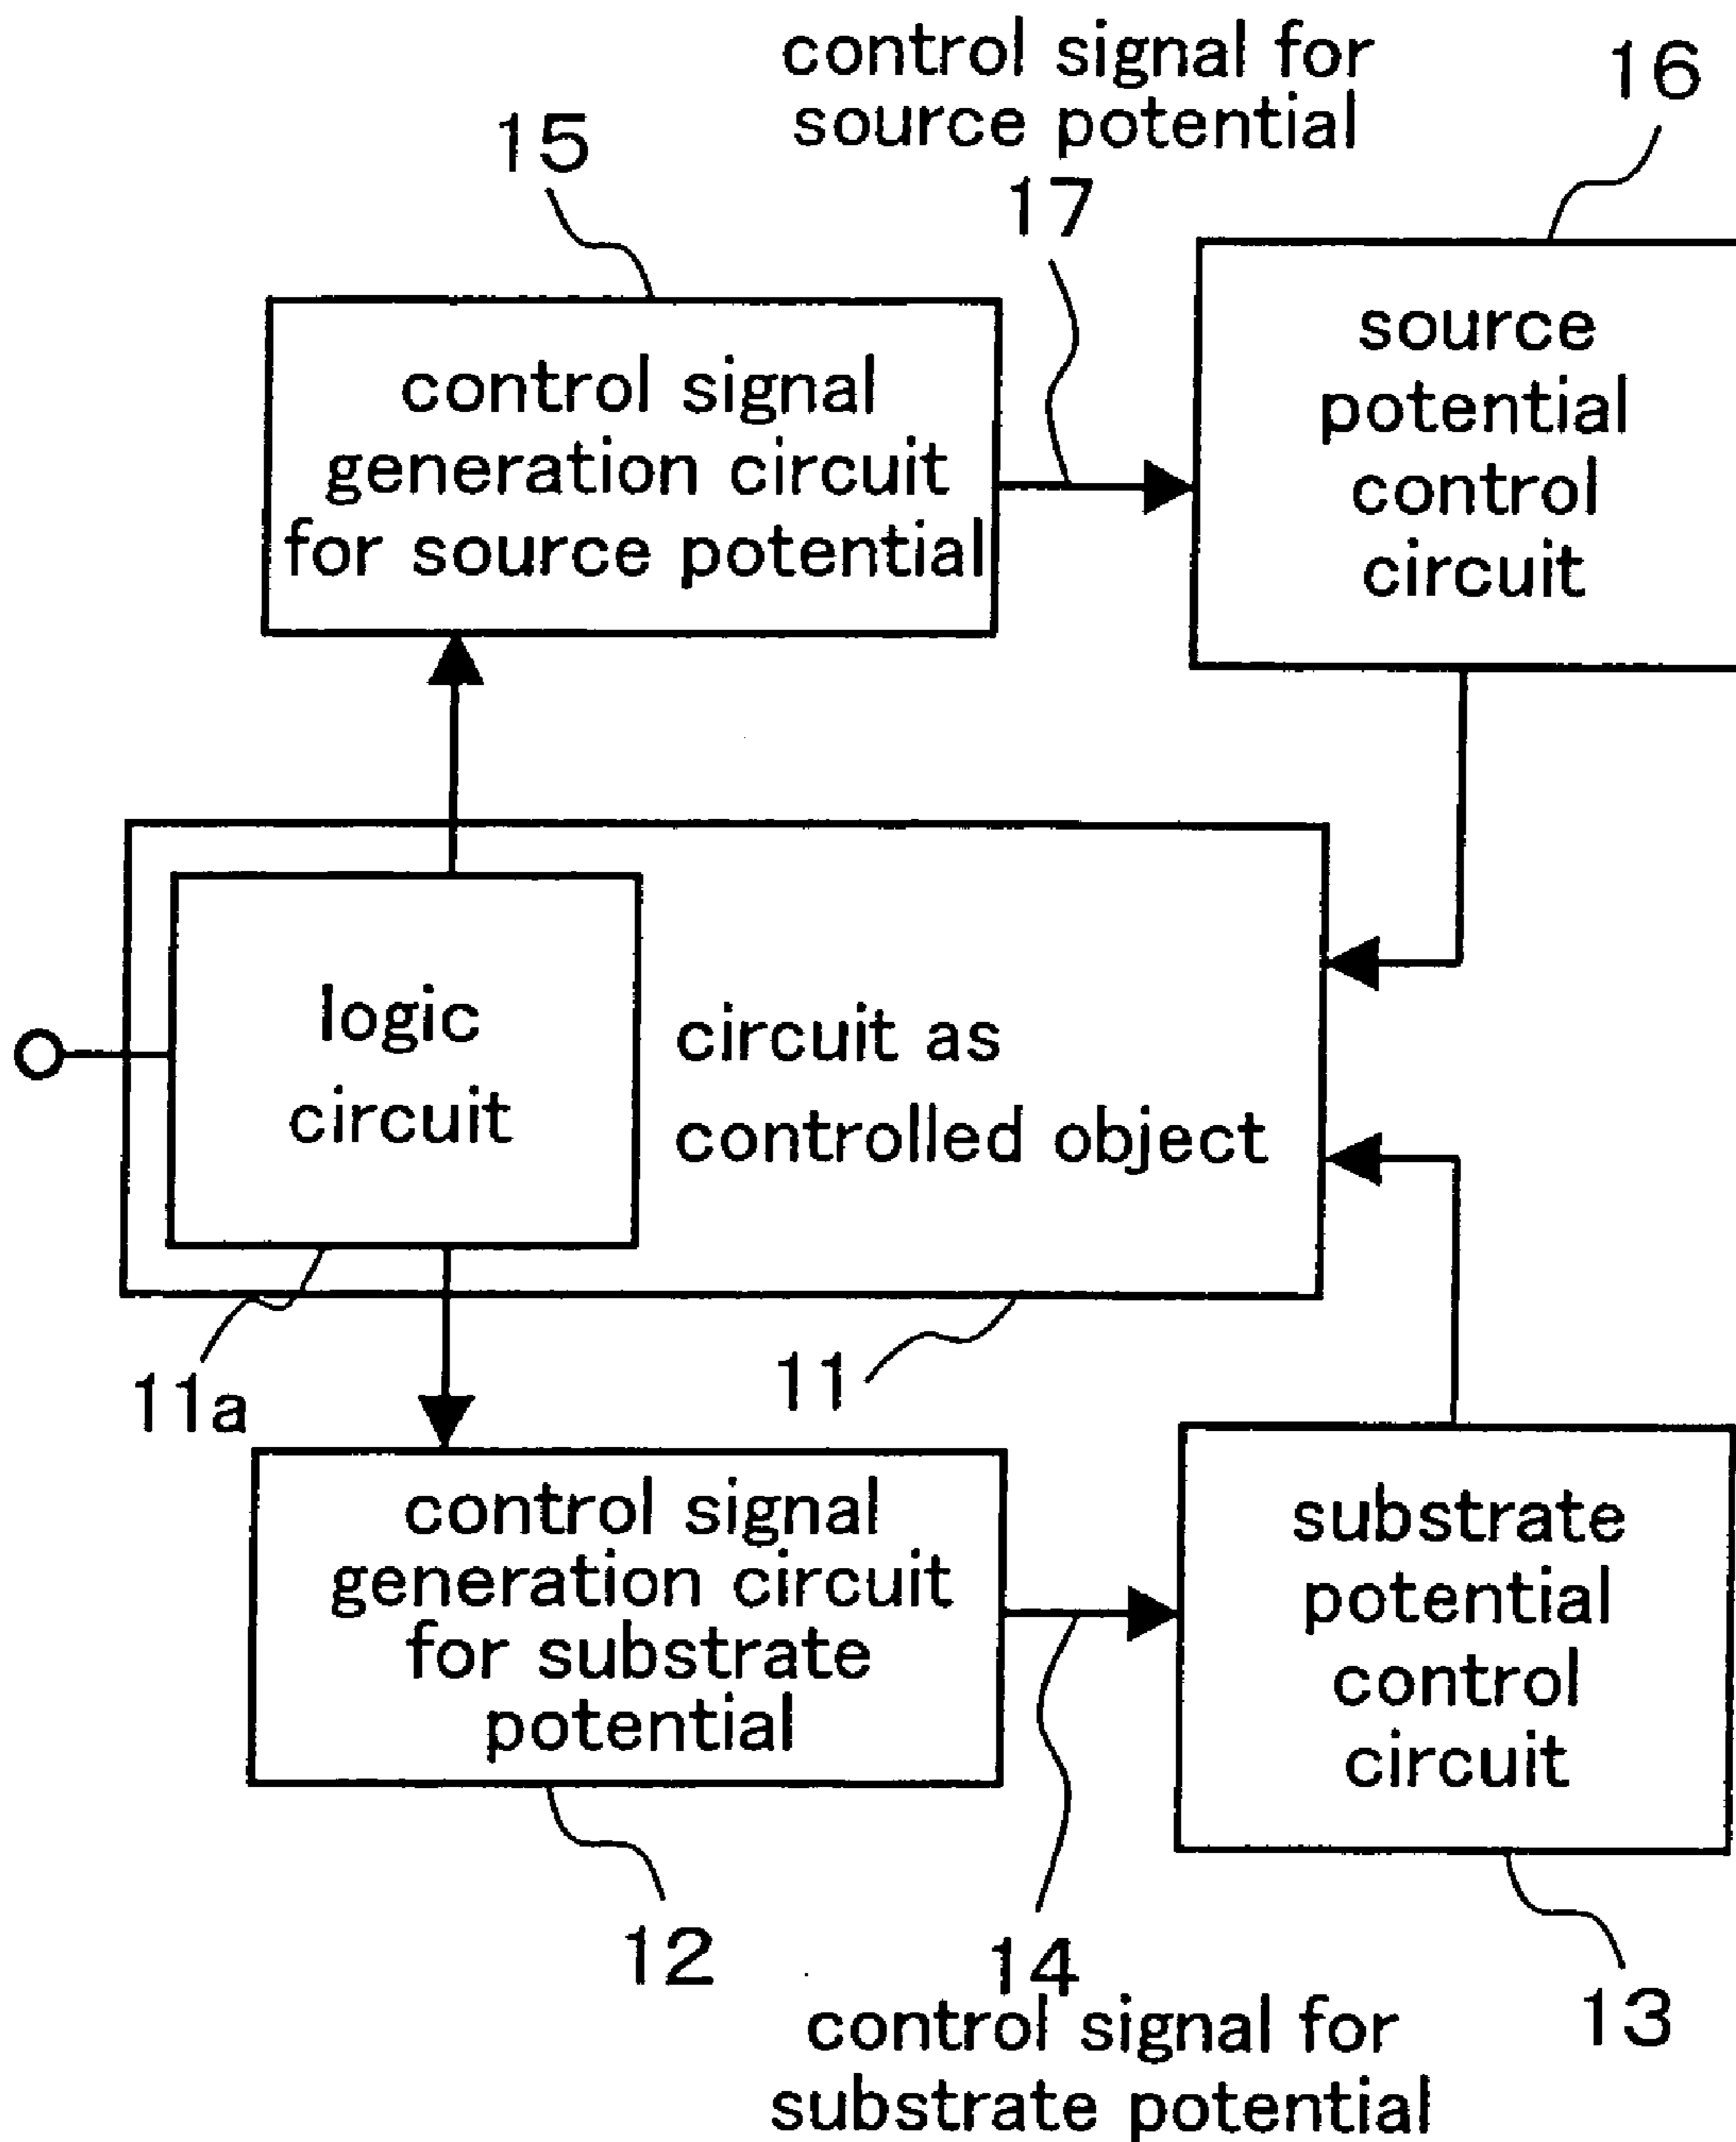 control signal for
source potential
16
15
17
source
potential
control
circuit
control signal
generation circuit
for source potential
logic
circuit
circuit as
controlled object
11a
11
control signal
generation circuit
for substrate
potential
substrate
potential
control
circuit
12
14
13
control signal for
substrate potential